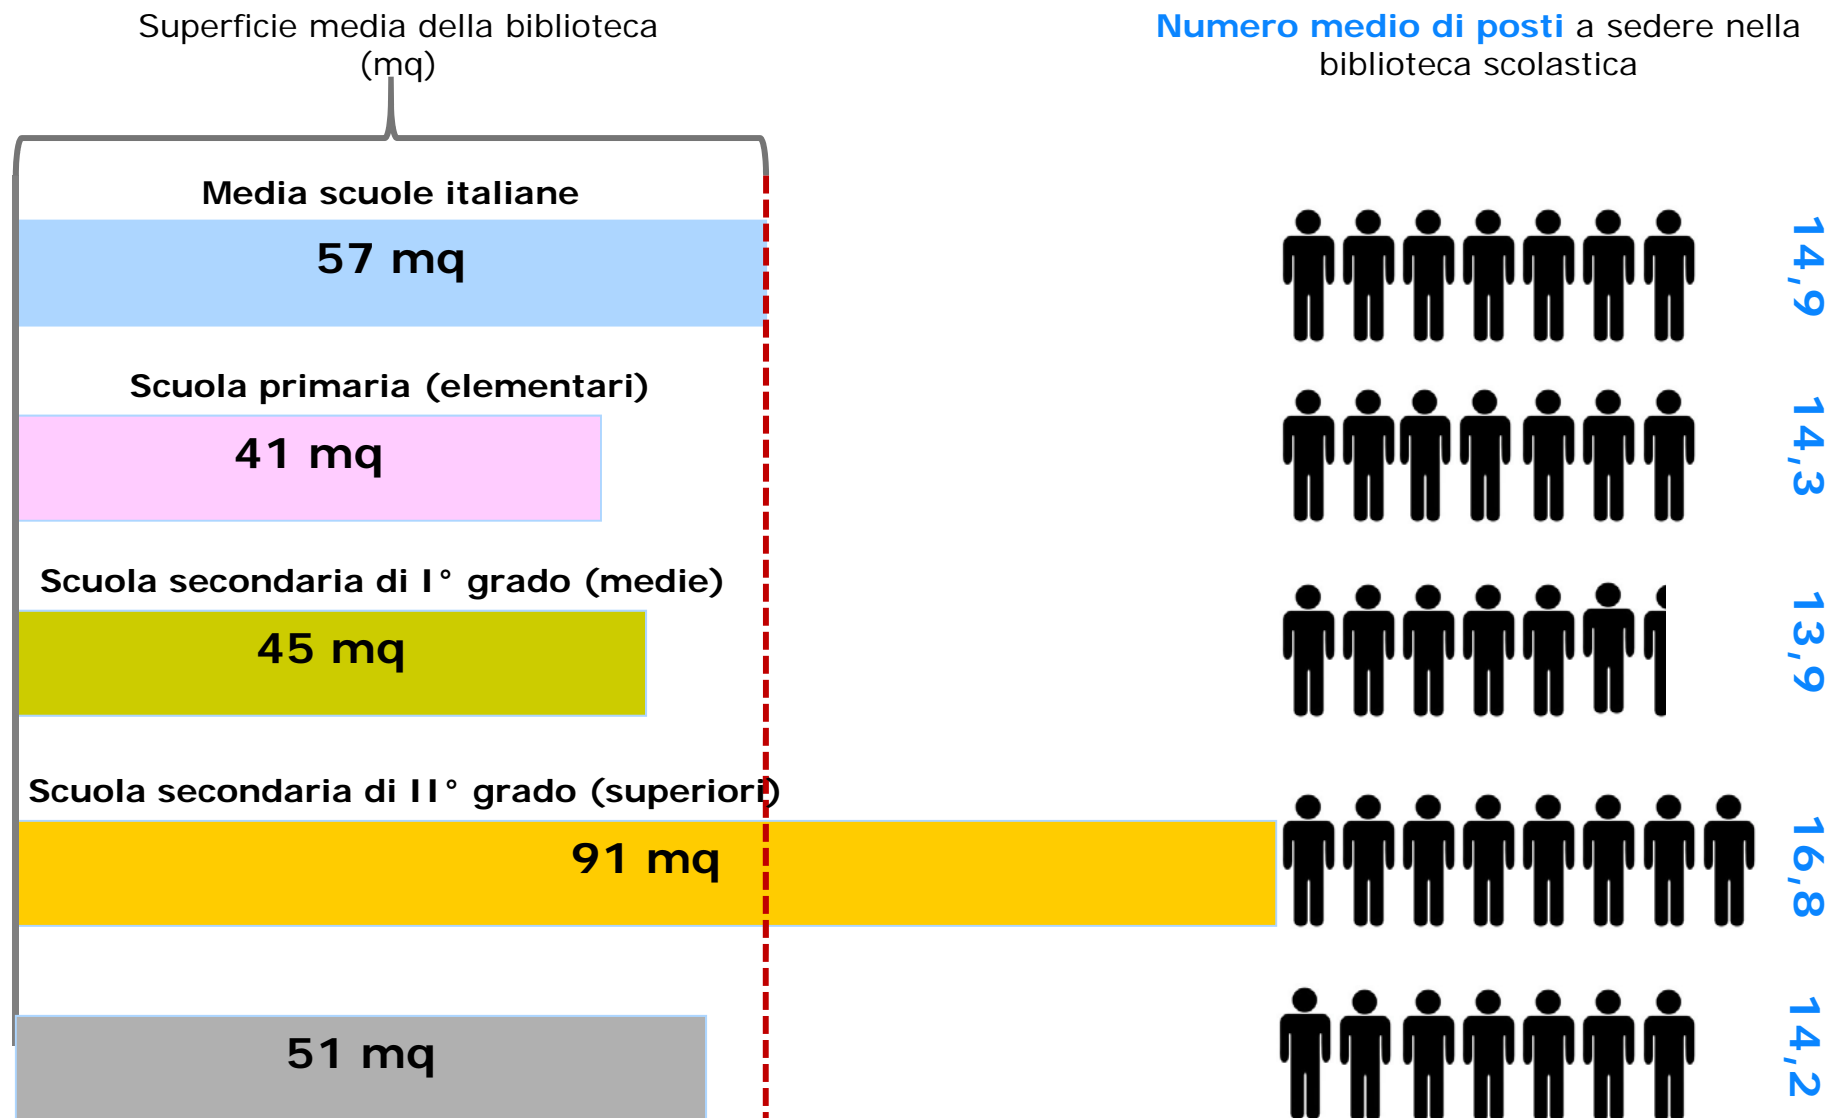 Superficie media della biblioteca
(mq)
Numero medio di posti a sedere nella
biblioteca scolastica
Media scuole italiane
57 mq
14,9
Scuola primaria (elementari)
41 mq
14,3
Scuola secondaria di I° grado (medie)
45 mq
13,9
Scuola secondaria di II° grado (superiori)
91 mq
16,8
51 mq
14,2